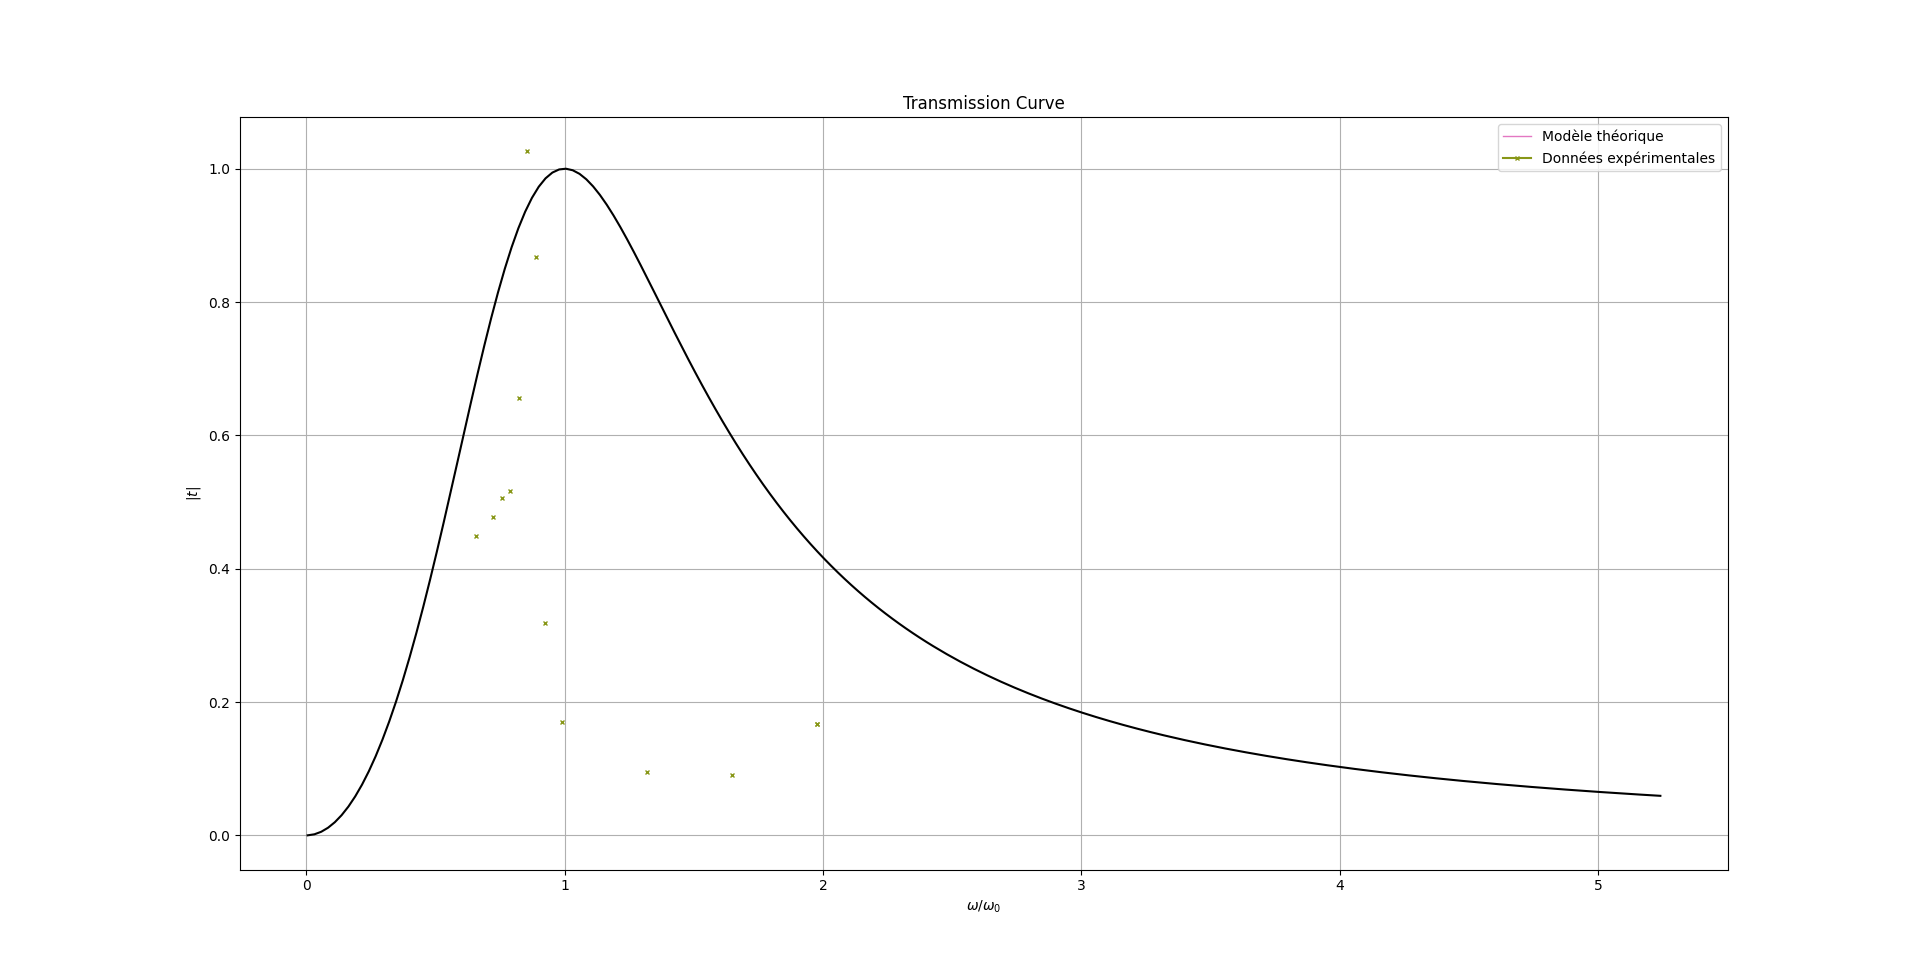 Transmission Curve
Modèle théorique
Données expérimentales
1.0
0.8
0.6
0.4
0.2
0.0
|t|
0 1 2 3 4 5
ω/ω₀